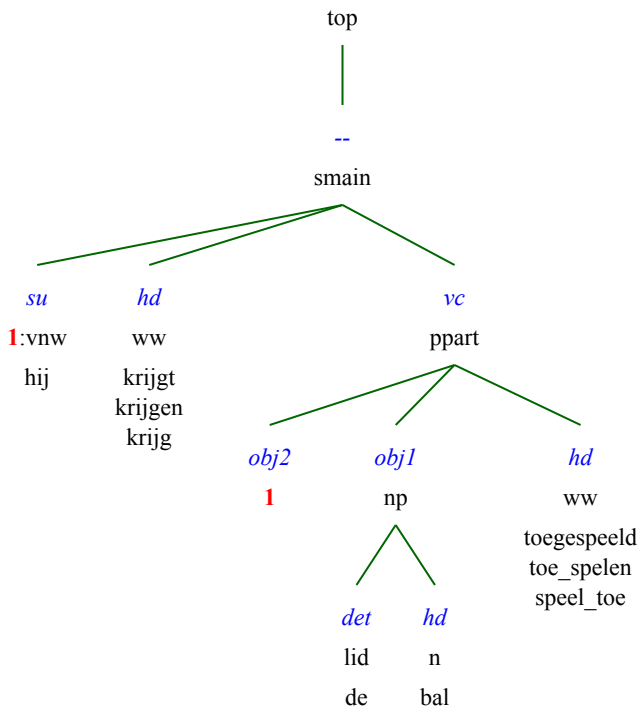 top
--
smain
su hd vc
1:vnw ww ppart
hij krijgt
krijgen
krijg
obj2 obj1 hd
1 np ww
toegespeeld
toe_spelen
speel_toe
det hd
lid n
de bal